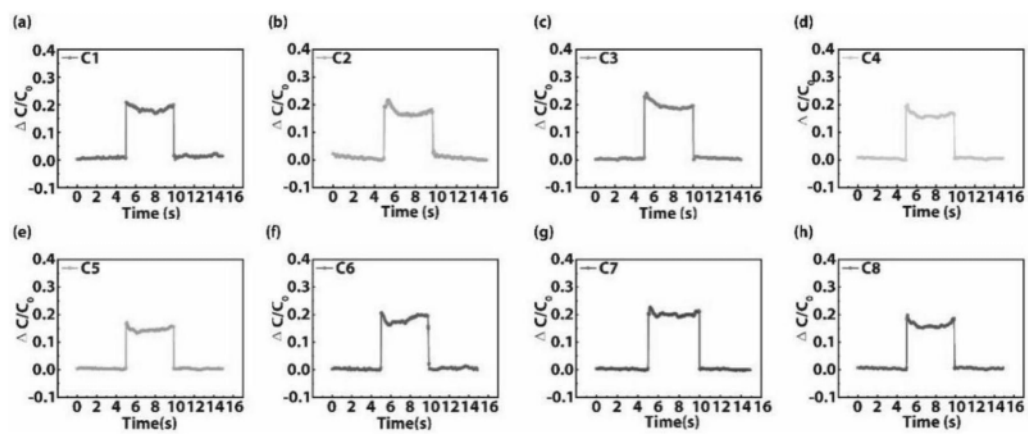 (a) (b) (c) (d)
0.4 C1 0.4 C2 0.4 C3 0.4 C4
0.3 0.3 0.3 0.3
0.2 0.2 0.2 0.2
0.1 0.1 0.1 0.1
0.0 0.0 0.0 0.0
-0.1 -0.1 -0.1 -0.1
Δ C/C0 Δ C/C0 Δ C/C0 Δ C/C0
0 2 4 6 8 10 12 14 16 0 2 4 6 8 10 12 14 16 0 2 4 6 8 10 12 14 16 0 2 4 6 8 10 12 14 16
Time (s) Time (s) Time (s) Time (s)
(e) (f) (g) (h)
0.4 C5 0.4 C6 0.4 C7 0.4 C8
0.3 0.3 0.3 0.3
0.2 0.2 0.2 0.2
0.1 0.1 0.1 0.1
0.0 0.0 0.0 0.0
-0.1 -0.1 -0.1 -0.1
Δ C/C0 Δ C/C0 Δ C/C0 Δ C/C0
0 2 4 6 8 10 12 14 16 0 2 4 6 8 10 12 14 16 0 2 4 6 8 10 12 14 16 0 2 4 6 8 10 12 14 16
Time(s) Time(s) Time(s) Time(s)